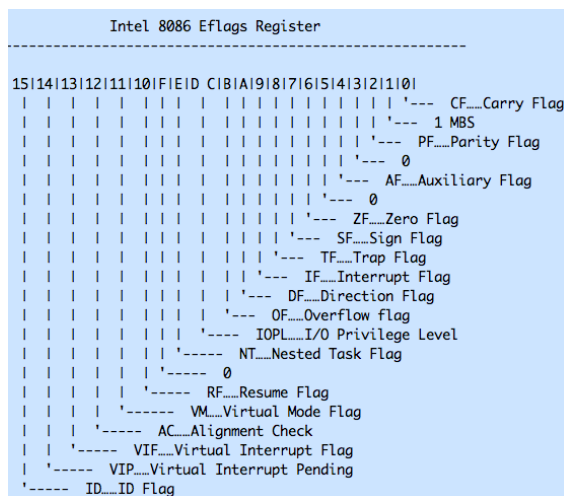 Intel 8086 Eflags Register
--------------------------------------------------------------
15|14|13|12|11|10|F|E|D C|B|A|9|8|7|6|5|4|3|2|1|0|
 |  |  |  |  |  | | | |   | | | | | | | | | | | '--- CF……Carry Flag
 |  |  |  |  |  | | | |   | | | | | | | | | | '--- 1 MBS
 |  |  |  |  |  | | | |   | | | | | | | | | '--- PF……Parity Flag
 |  |  |  |  |  | | | |   | | | | | | | | '--- 0
 |  |  |  |  |  | | | |   | | | | | | | '--- AF……Auxiliary Flag
 |  |  |  |  |  | | | |   | | | | | | '--- 0
 |  |  |  |  |  | | | |   | | | | | '--- ZF……Zero Flag
 |  |  |  |  |  | | | |   | | | | '--- SF……Sign Flag
 |  |  |  |  |  | | | |   | | | '--- TF……Trap Flag
 |  |  |  |  |  | | | |   | | '--- IF……Interrupt Flag
 |  |  |  |  |  | | | |   | '--- DF……Direction Flag
 |  |  |  |  |  | | | |   '--- OF……Overflow flag
 |  |  |  |  |  | | | '---- IOPL……I/O Privilege Level
 |  |  |  |  |  | | '----- NT……Nested Task Flag
 |  |  |  |  |  | '----- 0
 |  |  |  |  |  '----- RF……Resume Flag
 |  |  |  |  '------ VM……Virtual Mode Flag
 |  |  |  '----- AC……Alignment Check
 |  |  '----- VIF……Virtual Interrupt Flag
 |  '----- VIP……Virtual Interrupt Pending
 '----- ID……ID Flag